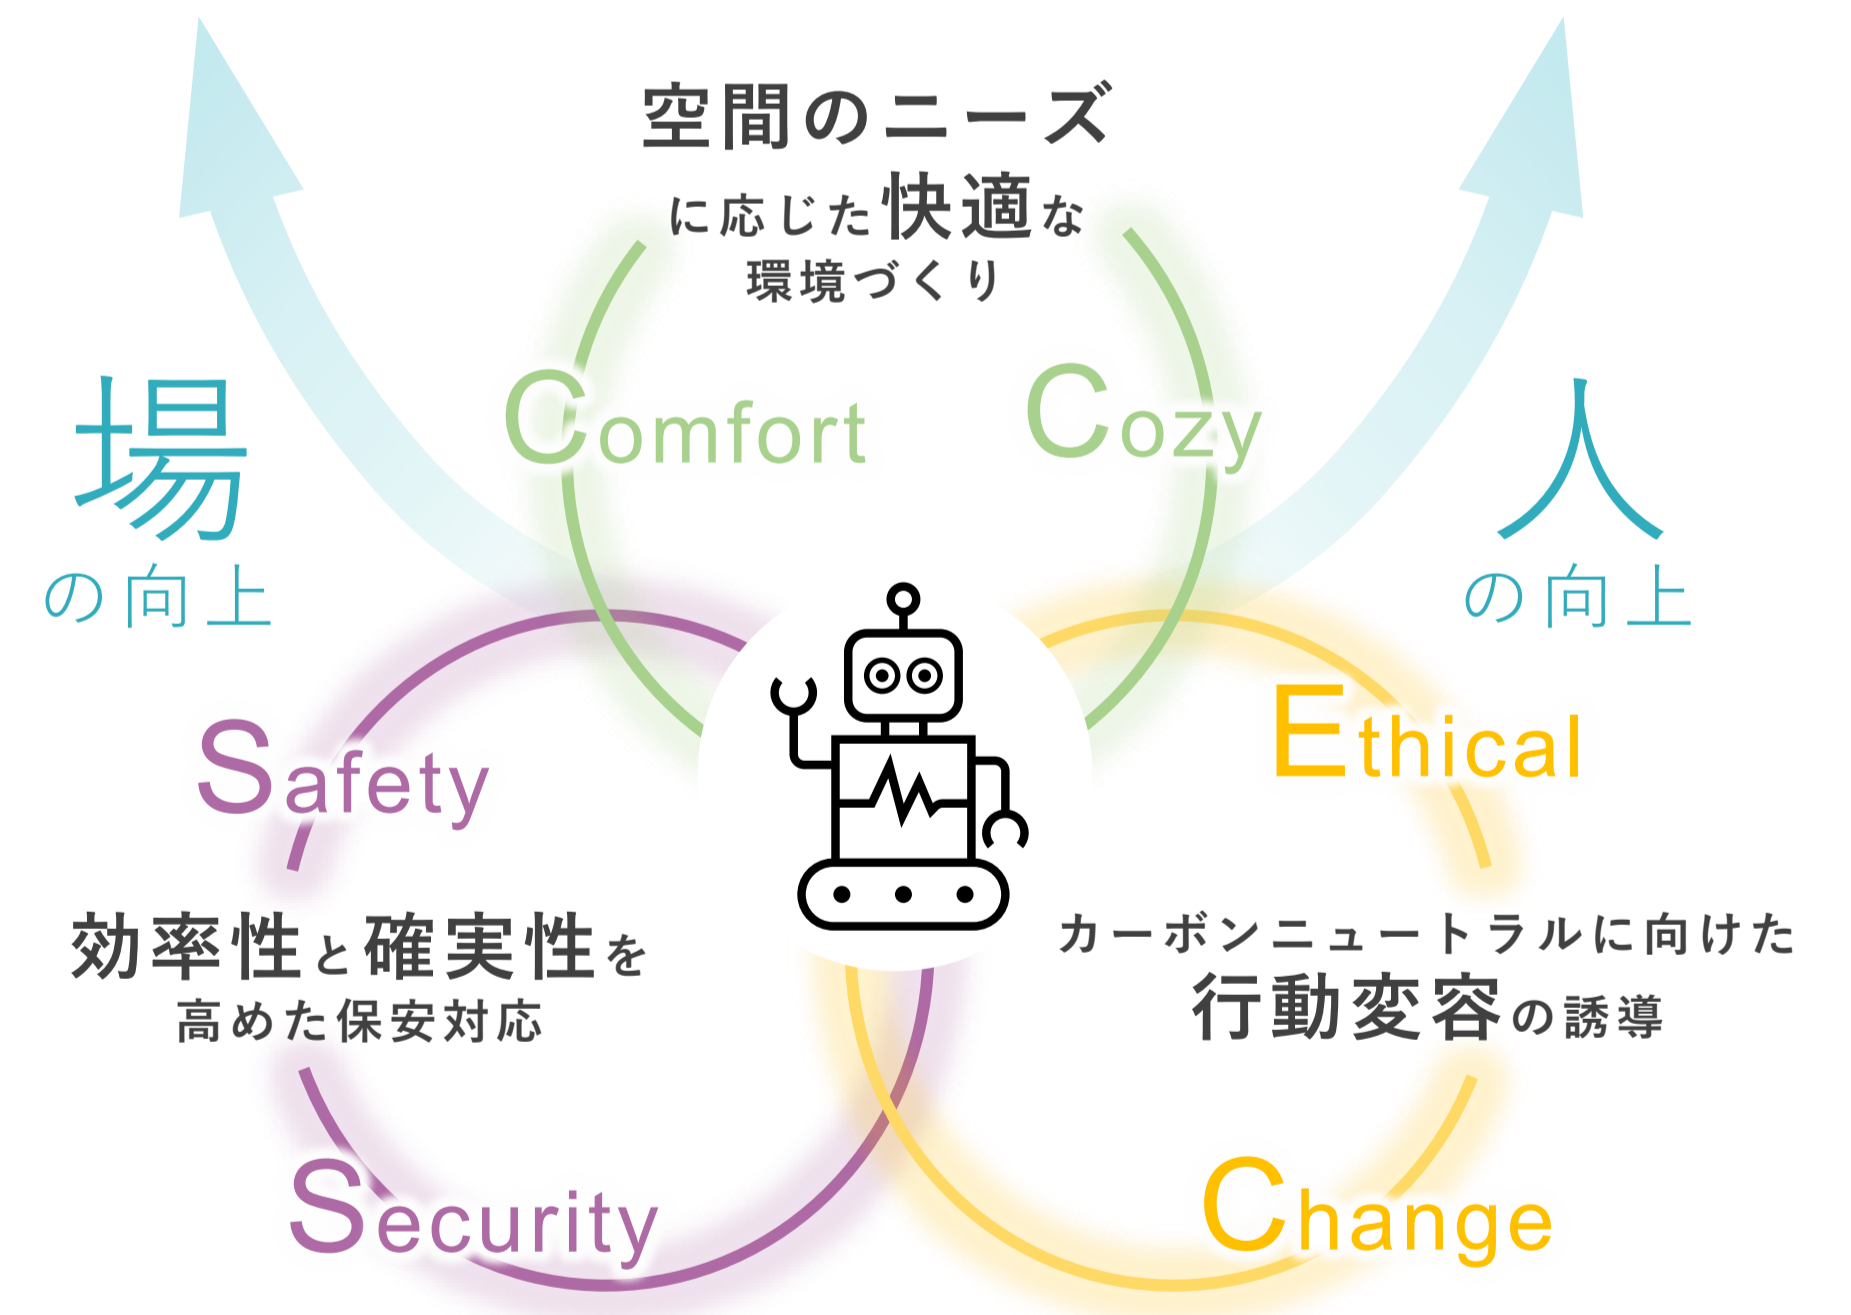 空間のニーズ
に応じた快適な
環境づくり
Comfort
Cozy
場
の向上
人
の向上
Safety
Ethical
効率性と確実性を
高めた保安対応
カーボンニュートラルに向けた
行動変容の誘導
Security
Change